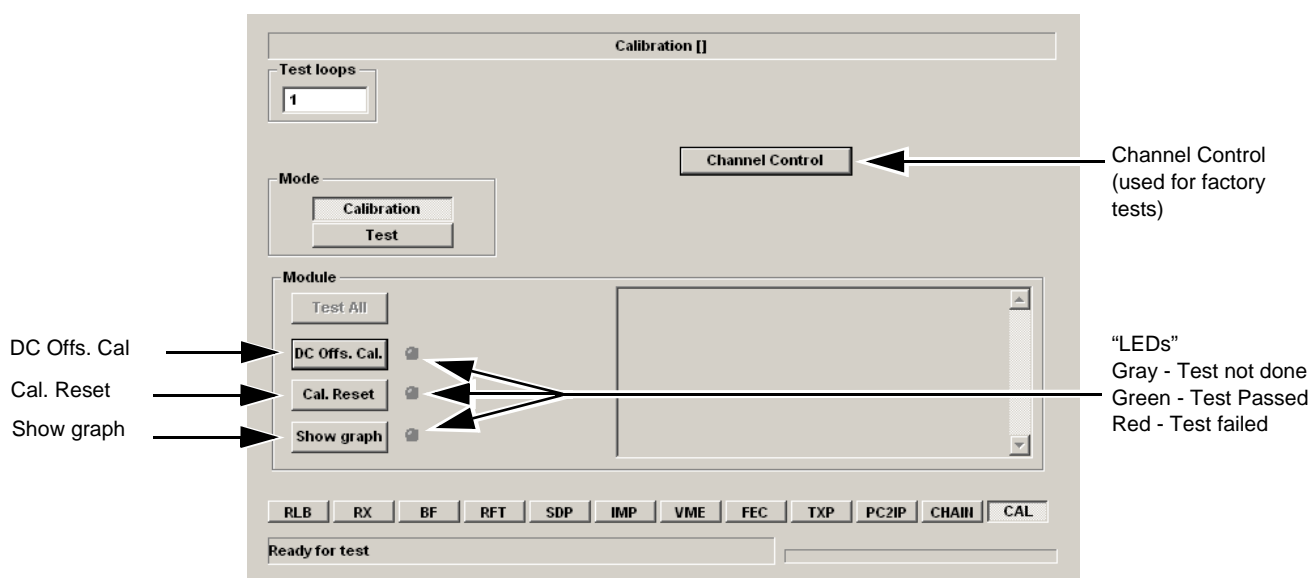 Calibration []
Test loops
1
Channel Control
Channel Control
(used for factory
tests)
Mode
Calibration
Test
Module
Test All
DC Offs. Cal
DC Offs. Cal.
Cal. Reset
Cal. Reset
Show graph
Show graph
“LEDs”
Gray - Test not done
Green - Test Passed
Red - Test failed
RLB RX BF RFT SDP IMP VME FEC TXP PC2IP CHAIN CAL
Ready for test